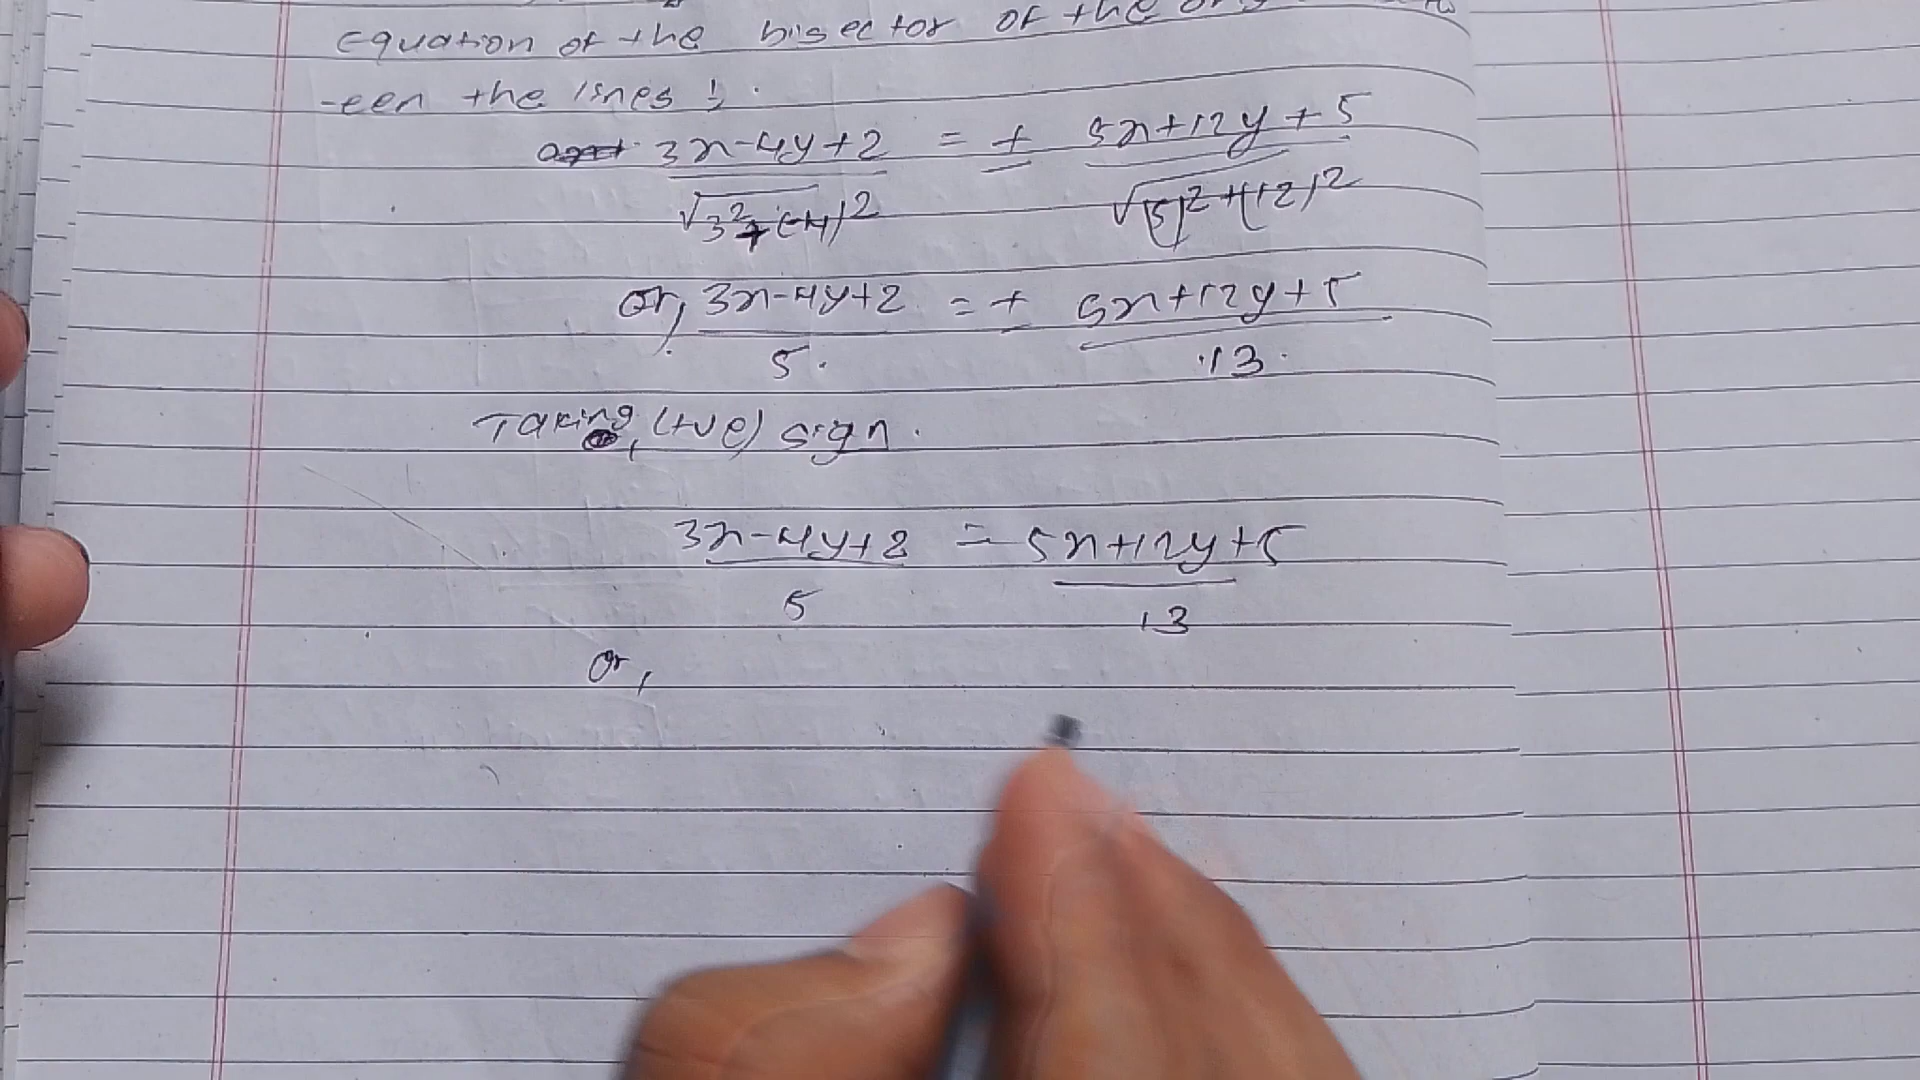 Equation of the bisector of the
-een the lines is
3x-4y+2 = ± 5x+12y+5
√3²+(-4)² √(5)²+(12)²
or, 3x-4y+2 = ± 5x+12y+5
5. 13.
Taking, (+ve) sign.
3x-4y+2 = 5x+12y+5
5 13
or,